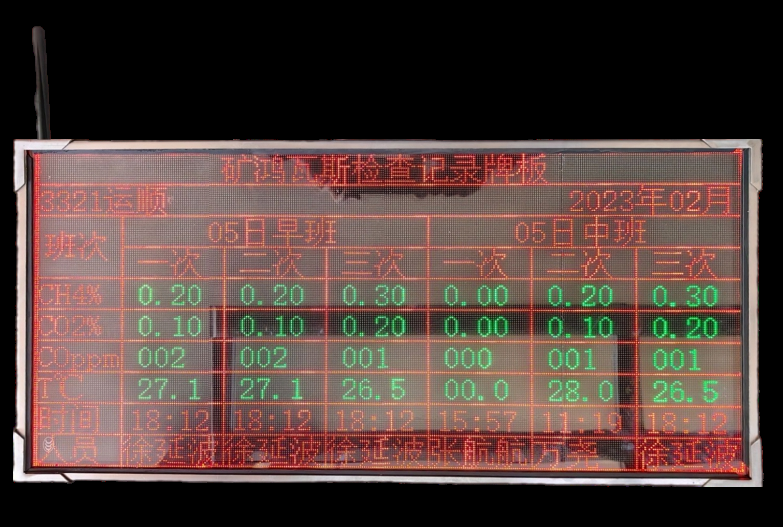 矿鸿瓦斯检查记录牌板
3321运顺 2023年02月
班次 05日早班 05日中班
一次 二次 三次 一次 二次 三次
CH4% 0.20 0.20 0.30 0.00 0.20 0.30
CO2% 0.10 0.10 0.20 0.00 0.10 0.20
COppm 002 002 001 000 001 001
T℃ 27.1 27.1 26.5 00.0 28.0 26.5
时间 18:12 18:12 18:12 15:57 11:10 18:12
人员 徐延波 徐延波 徐延波 张航航 万尧 徐延波